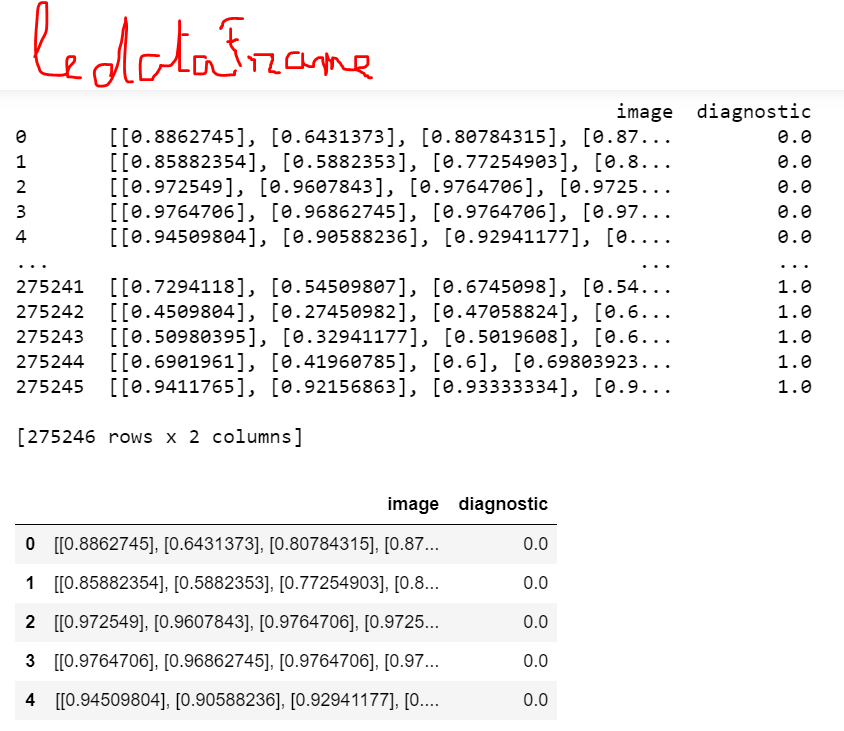 le dataFrame
image diagnostic
0 [[0.8862745], [0.6431373], [0.80784315], [0.87... 0.0
1 [[0.85882354], [0.5882353], [0.77254903], [0.8... 0.0
2 [[0.972549], [0.9607843], [0.9764706], [0.9725... 0.0
3 [[0.9764706], [0.96862745], [0.9764706], [0.97... 0.0
4 [[0.94509804], [0.90588236], [0.92941177], [0.... 0.0
... ... ...
275241 [[0.7294118], [0.54509807], [0.6745098], [0.54... 1.0
275242 [[0.4509804], [0.27450982], [0.47058824], [0.6... 1.0
275243 [[0.50980395], [0.32941177], [0.5019608], [0.6... 1.0
275244 [[0.6901961], [0.41960785], [0.6], [0.69803923... 1.0
275245 [[0.9411765], [0.92156863], [0.93333334], [0.9... 1.0
[275246 rows x 2 columns]
image diagnostic
0 [[0.8862745], [0.6431373], [0.80784315], [0.87... 0.0
1 [[0.85882354], [0.5882353], [0.77254903], [0.8... 0.0
2 [[0.972549], [0.9607843], [0.9764706], [0.9725... 0.0
3 [[0.9764706], [0.96862745], [0.9764706], [0.97... 0.0
4 [[0.94509804], [0.90588236], [0.92941177], [0.... 0.0